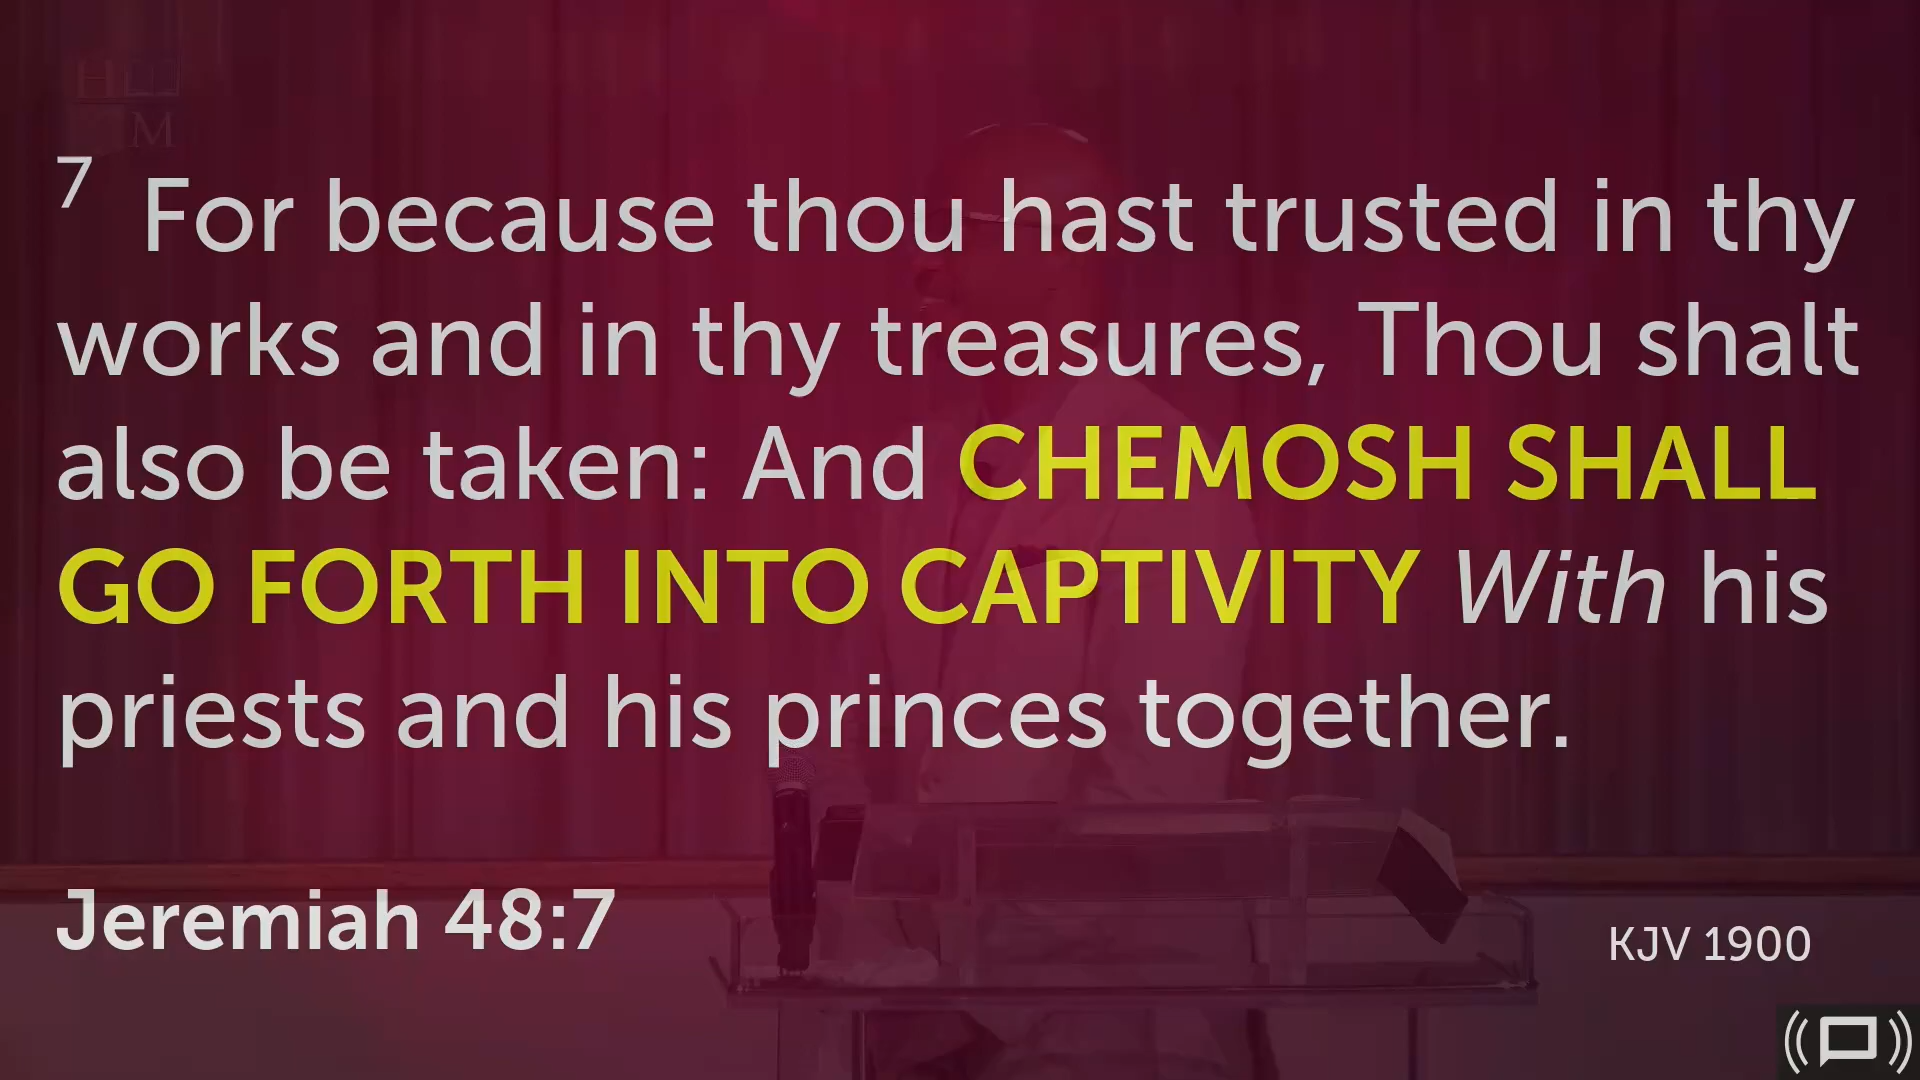 H M
7 For because thou hast trusted in thy
works and in thy treasures, Thou shalt
also be taken: And CHEMOSH SHALL
GO FORTH INTO CAPTIVITY With his
priests and his princes together.
Jeremiah 48:7
KJV 1900